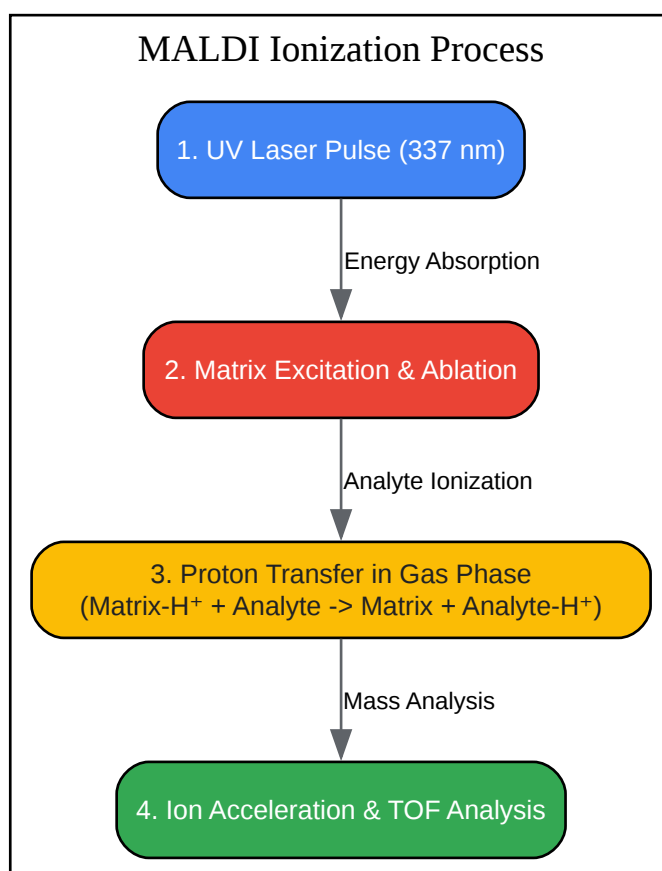 MALDI Ionization Process
1. UV Laser Pulse (337 nm)
Energy Absorption
2. Matrix Excitation & Ablation
Analyte Ionization
3. Proton Transfer in Gas Phase
(Matrix-H⁺ + Analyte -> Matrix + Analyte-H⁺)
Mass Analysis
4. Ion Acceleration & TOF Analysis